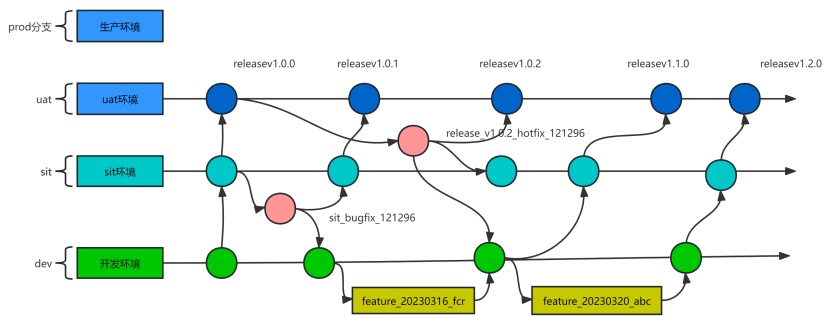 prod分支
生产环境
releasev1.0.0
releasev1.0.1
releasev1.0.2
releasev1.1.0
releasev1.2.0
uat
uat环境
release_v1.0.2_hotfix_121296
sit
sit环境
sit_bugfix_121296
dev
开发环境
feature_20230316_fcr
feature_20230320_abc